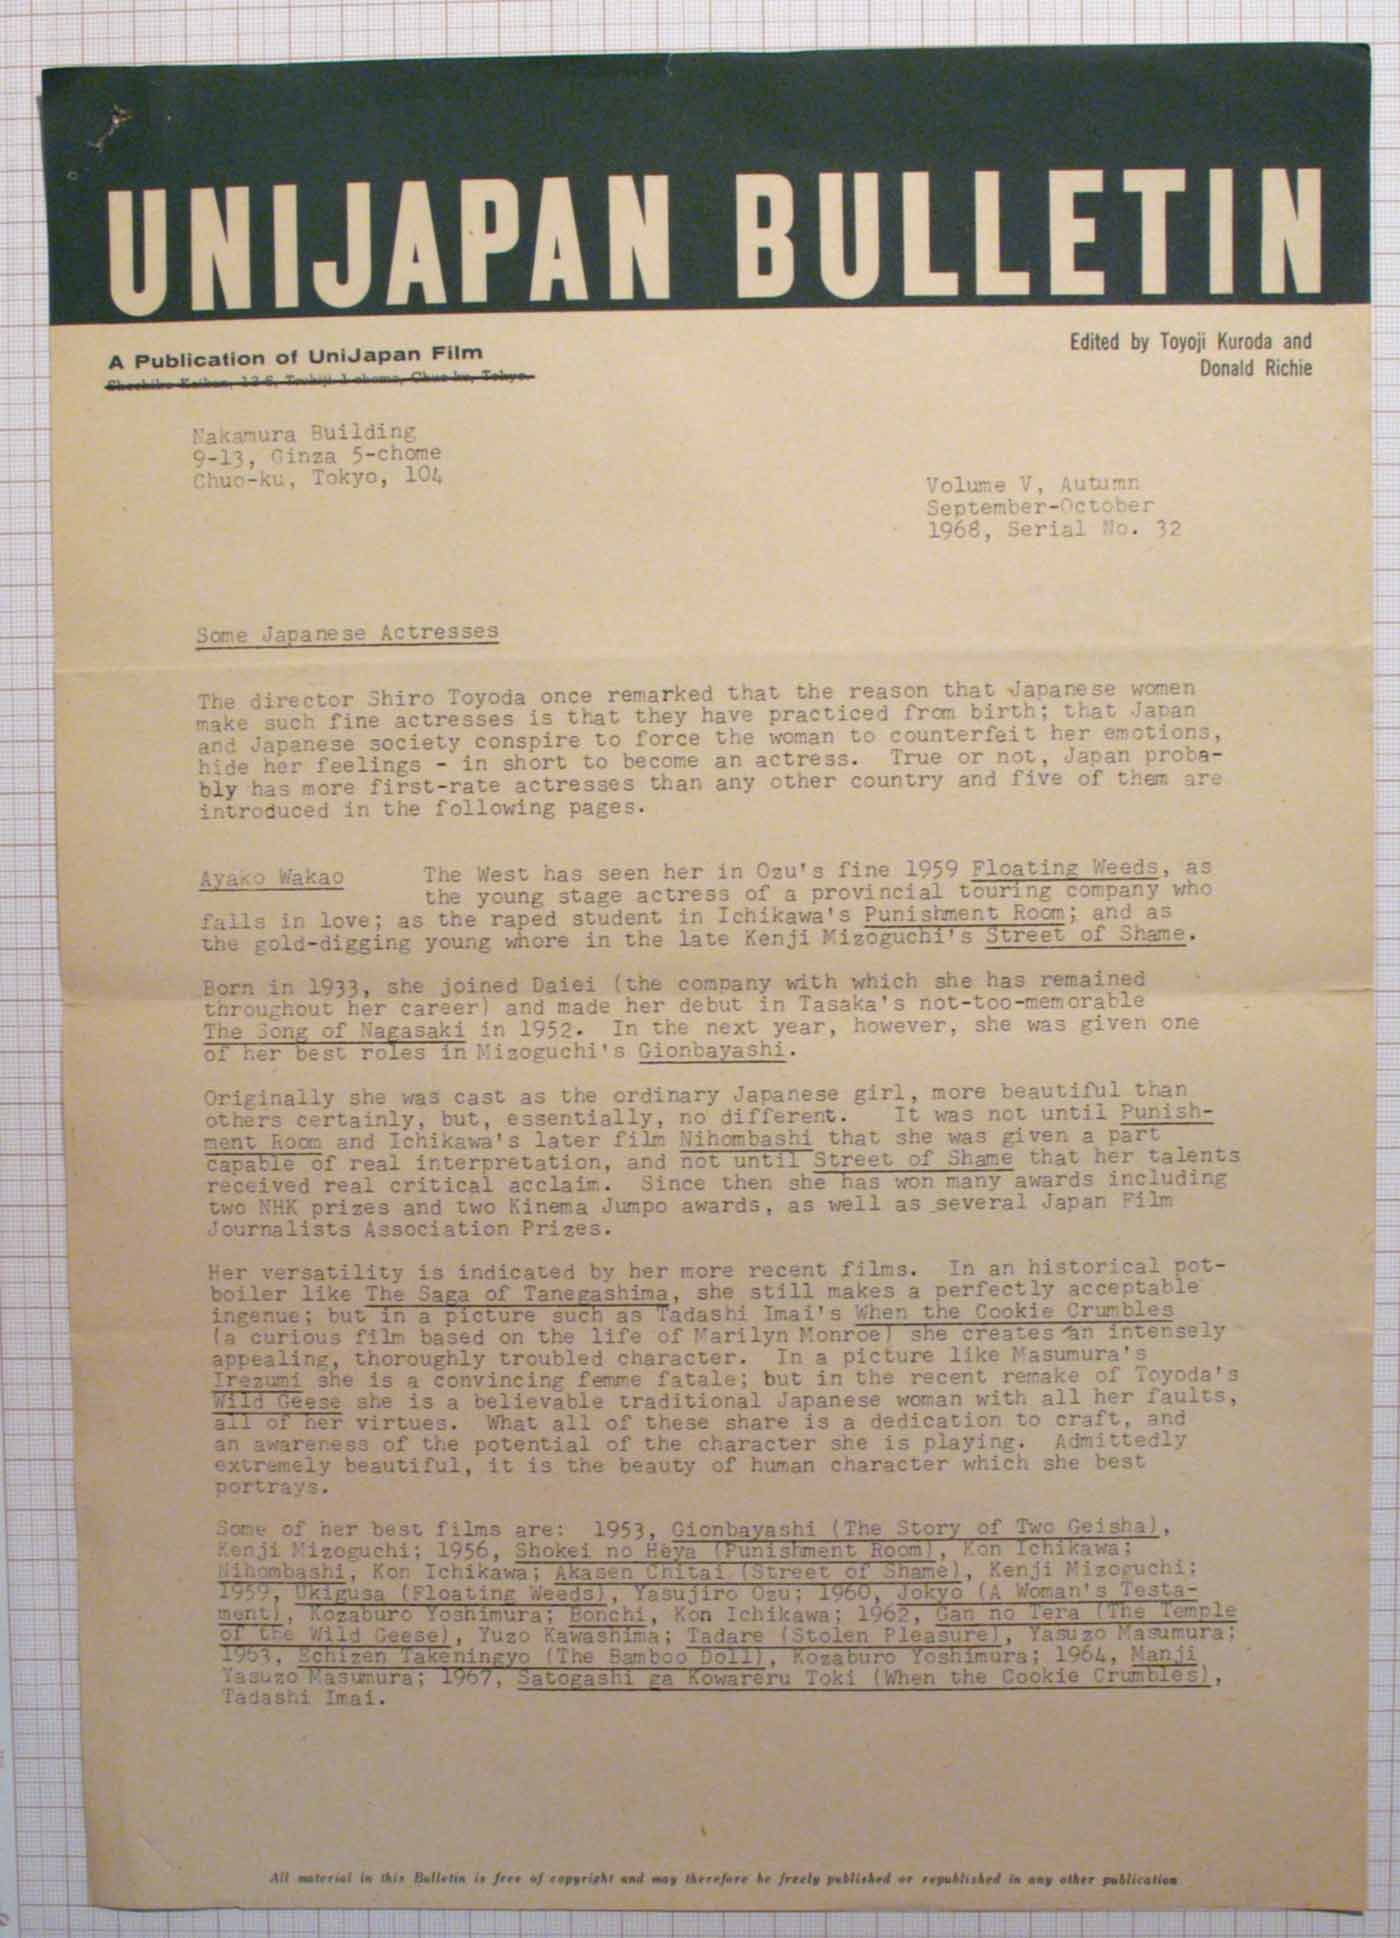 UNIJAPAN BULLETIN
A Publication of UniJapan Film
Edited by Toyoji Kuroda and
Donald Richie
Nakamura Building
9-13, Ginza 5-chome
Chuo-ku, Tokyo, 104
Volume V, Autumn
September-October
1968, Serial No. 32
Some Japanese Actresses
The director Shiro Toyoda once remarked that the reason that Japanese women
make such fine actresses is that they have practiced from birth; that Japan
and Japanese society conspire to force the woman to counterfeit her emotions,
hide her feelings - in short to become an actress. True or not, Japan proba-
bly has more first-rate actresses than any other country and five of them are
introduced in the following pages.
Ayako Wakao The West has seen her in Ozu's fine 1959 Floating Weeds, as
the young stage actress of a provincial touring company who
falls in love; as the raped student in Ichikawa's Punishment Room; and as
the gold-digging young whore in the late Kenji Mizoguchi's Street of Shame.
Born in 1933, she joined Daiei (the company with which she has remained
throughout her career) and made her debut in Tasaka's not-too-memorable
The Song of Nagasaki in 1952. In the next year, however, she was given one
of her best roles in Mizoguchi's Gionbayashi.
Originally she was cast as the ordinary Japanese girl, more beautiful than
others certainly, but, essentially, no different. It was not until Punish-
ment Room and Ichikawa's later film Nihombashi that she was given a part
capable of real interpretation, and not until Street of Shame that her talents
received real critical acclaim. Since then she has won many awards including
two NHK prizes and two Kinema Jumpo awards, as well as several Japan Film
Journalists Association Prizes.
Her versatility is indicated by her more recent films. In an historical pot-
boiler like The Saga of Tanegashima, she still makes a perfectly acceptable
ingenue; but in a picture such as Tadashi Imai's When the Cookie Crumbles
(a curious film based on the life of Marilyn Monroe) she creates an intensely
appealing, thoroughly troubled character. In a picture like Masumura's
Irezumi she is a convincing femme fatale; but in the recent remake of Toyoda's
Wild Geese she is a believable traditional Japanese woman with all her faults,
all of her virtues. What all of these share is a dedication to craft, and
an awareness of the potential of the character she is playing. Admittedly
extremely beautiful, it is the beauty of human character which she best
portrays.
Some of her best films are: 1953, Gionbayashi (The Story of Two Geisha),
Kenji Mizoguchi; 1956, Shokei no Heya (Punishment Room), Kon Ichikawa;
Nihombashi, Kon Ichikawa; Akasen Chitai (Street of Shame), Kenji Mizoguchi;
1959, Ukigusa (Floating Weeds), Yasujiro Ozu; 1960, Jokyo (A Woman's Testa-
ment), Kozaburo Yoshimura; Bonchi, Kon Ichikawa; 1962, Gan no Tera (The Temple
of the Wild Geese), Yuzo Kawashima; Tadare (Stolen Pleasure), Yasuzo Masumura;
1963, Echizen Takeningyo (The Bamboo Doll), Kozaburo Yoshimura; 1964, Manji
Yasuzo Masumura; 1967, Satogashi ga Kowareru Toki (When the Cookie Crumbles),
Tadashi Imai.
All material in this Bulletin is free of copyright and may therefore be freely published or republished in any other publication